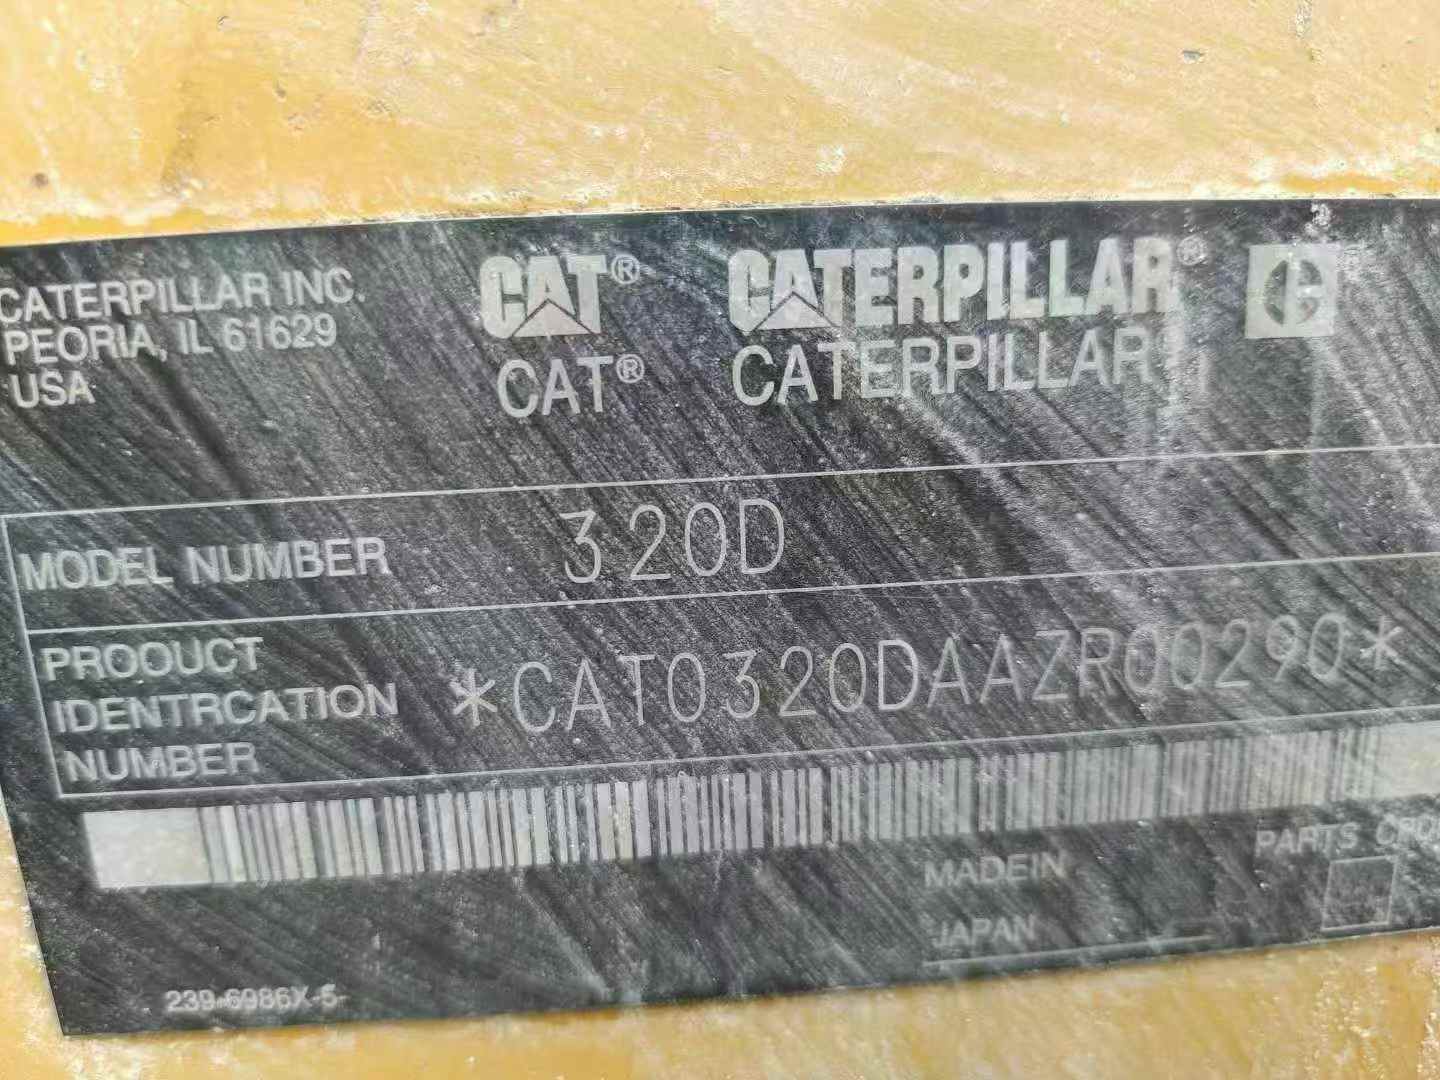 CATERPILLAR INC.
PEORIA, IL 61629
USA
CAT®
CAT®
CATERPILLAR®
CATERPILLAR
MODEL NUMBER 320D
PROOUCT
IDENTRCATION
NUMBER
*CAT0320DAAZR00290*
MADEIN
JAPAN
PARTS
239-6986X-5